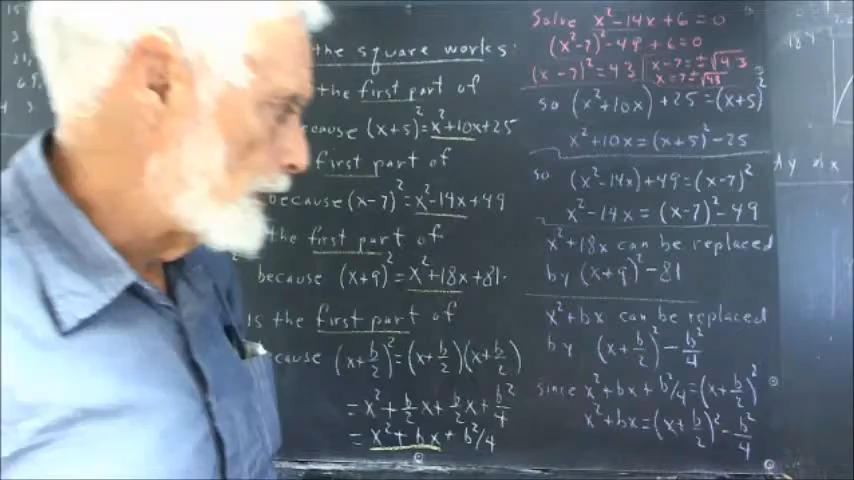 the square works:
the first part of
because (x+5)² = x²+10x+25
first part of
because (x-7)² = x²-14x+49
the first part of
because (x+9)² = x²+18x+81.
is the first part of
because (x+b/2)² = (x+b/2)(x+b/2)
= x² + b/2 x + b/2 x + b²/4
= x² + bx + b²/4
Solve x²-14x+6=0
(x²-7)²-49+6=0
(x-7)²=43 | x-7=±√43
x=7±√43
so (x²+10x)+25=(x+5)²
x²+10x=(x+5)²-25
so (x²-14x)+49=(x-7)²
x²-14x=(x-7)²-49
x²+18x can be replaced
by (x+9)²-81
x²+bx can be replaced
by (x+b/2)²-b²/4
since x²+bx+b²/4=(x+b/2)²
x²+bx=(x+b/2)²-b²/4
dy dx